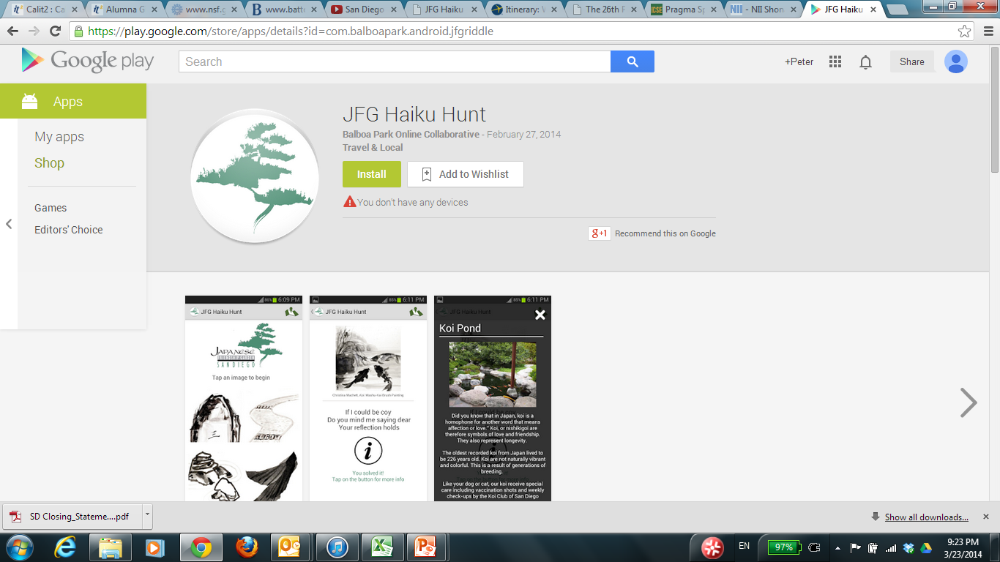 Calit2 : Ca
Alumna G
www.nsf.g
www.batte
San Diego
JFG Haiku
Itinerary: W
The 26th F
Pragma Sp
- NII Shon
JFG Haiku
https://play.google.com/store/apps/details?id=com.balboapark.android.jfgriddle
Google play
Search
+Peter
Share
Apps
My apps
Shop
Games
Editors' Choice
JFG Haiku Hunt
Balboa Park Online Collaborative - February 27, 2014
Travel & Local
Install
Add to Wishlist
You don't have any devices
g+1 Recommend this on Google
86% 6:09 PM
JFG Haiku Hunt
JAPANESE
FRIENDSHIP GARDEN
SAN DIEGO
Tap an image to begin
85% 6:11 PM
JFG Haiku Hunt
Christine Machell, Koi, Washu-Kai Brush Painting
If I could be coy
Do you mind me saying dear
Your reflection holds
i
You solved it!
Tap on the button for more info
85% 6:11 PM
JFG Haiku Hunt
Koi Pond
Did you know that in Japan, koi is a
homophone for another word that means
affection or love." Koi, or nishikigoi are
therefore symbols of love and friendship.
They also represent longevity.
The oldest recorded koi from Japan lived to
be 226 years old. Koi are not naturally vibrant
and colorful. This is a result of generations of
breeding.
Like your dog or cat, our koi receive special
care including vaccination shots and weekly
check-ups by the Koi Club of San Diego
SD Closing_Stateme....pdf
Show all downloads...
EN
97%
9:23 PM
3/23/2014